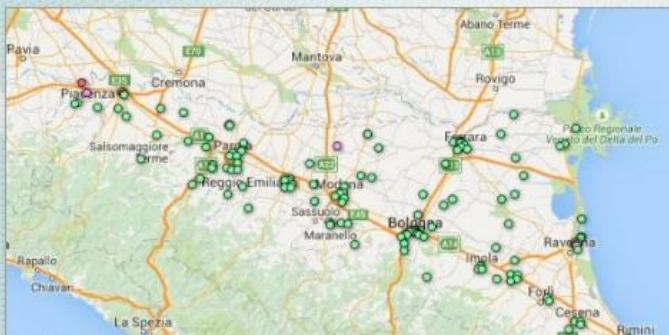 Pavia
E70
Mantova
Abano Terme
A13
Rovigo
E35
Cremona
Piacenza
Parco Regionale
Veneto del Delta del Po
Ferrara
Salsomaggiore
Terme
Parma
A22
Reggio Emilia
Modena
Sassuolo
E45
Maranello
Bologna
A14
Imola
Ravenna
Rapallo
Chiavari
Forlì
Cesena
La Spezia
Rimini